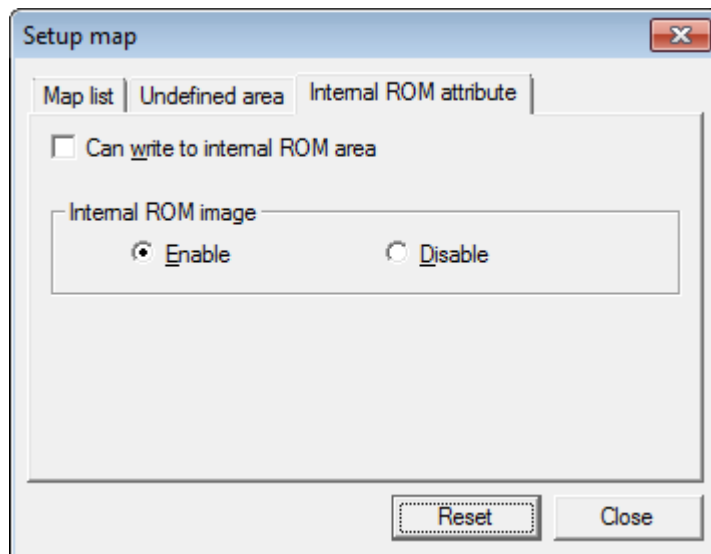 Setup map
Map list Undefined area Internal ROM attribute
Can write to internal ROM area
Internal ROM image
Enable Disable
Reset Close